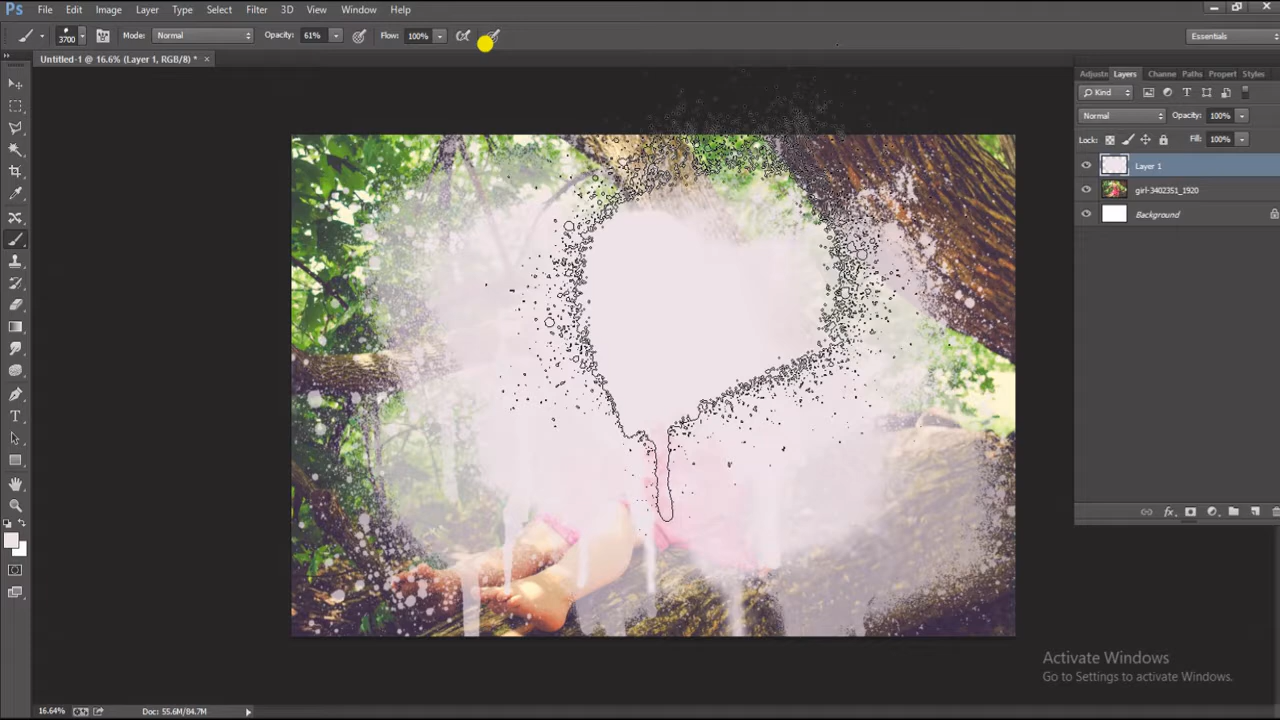 Ps File Edit Image Layer Type Select Filter 3D View Window Help
3700 Mode: Normal Opacity: 61% Flow: 100% Essentials
Untitled-1 @ 16.6% (Layer 1, RGB/8) * ×
Adjustn Layers Channe Paths Propert Styles
Kind
Normal Opacity: 100%
Lock: Fill: 100%
Layer 1
girl-3402351_1920
Background
fx
Activate Windows
Go to Settings to activate Windows.
16.64% Doc: 55.6M/84.7M